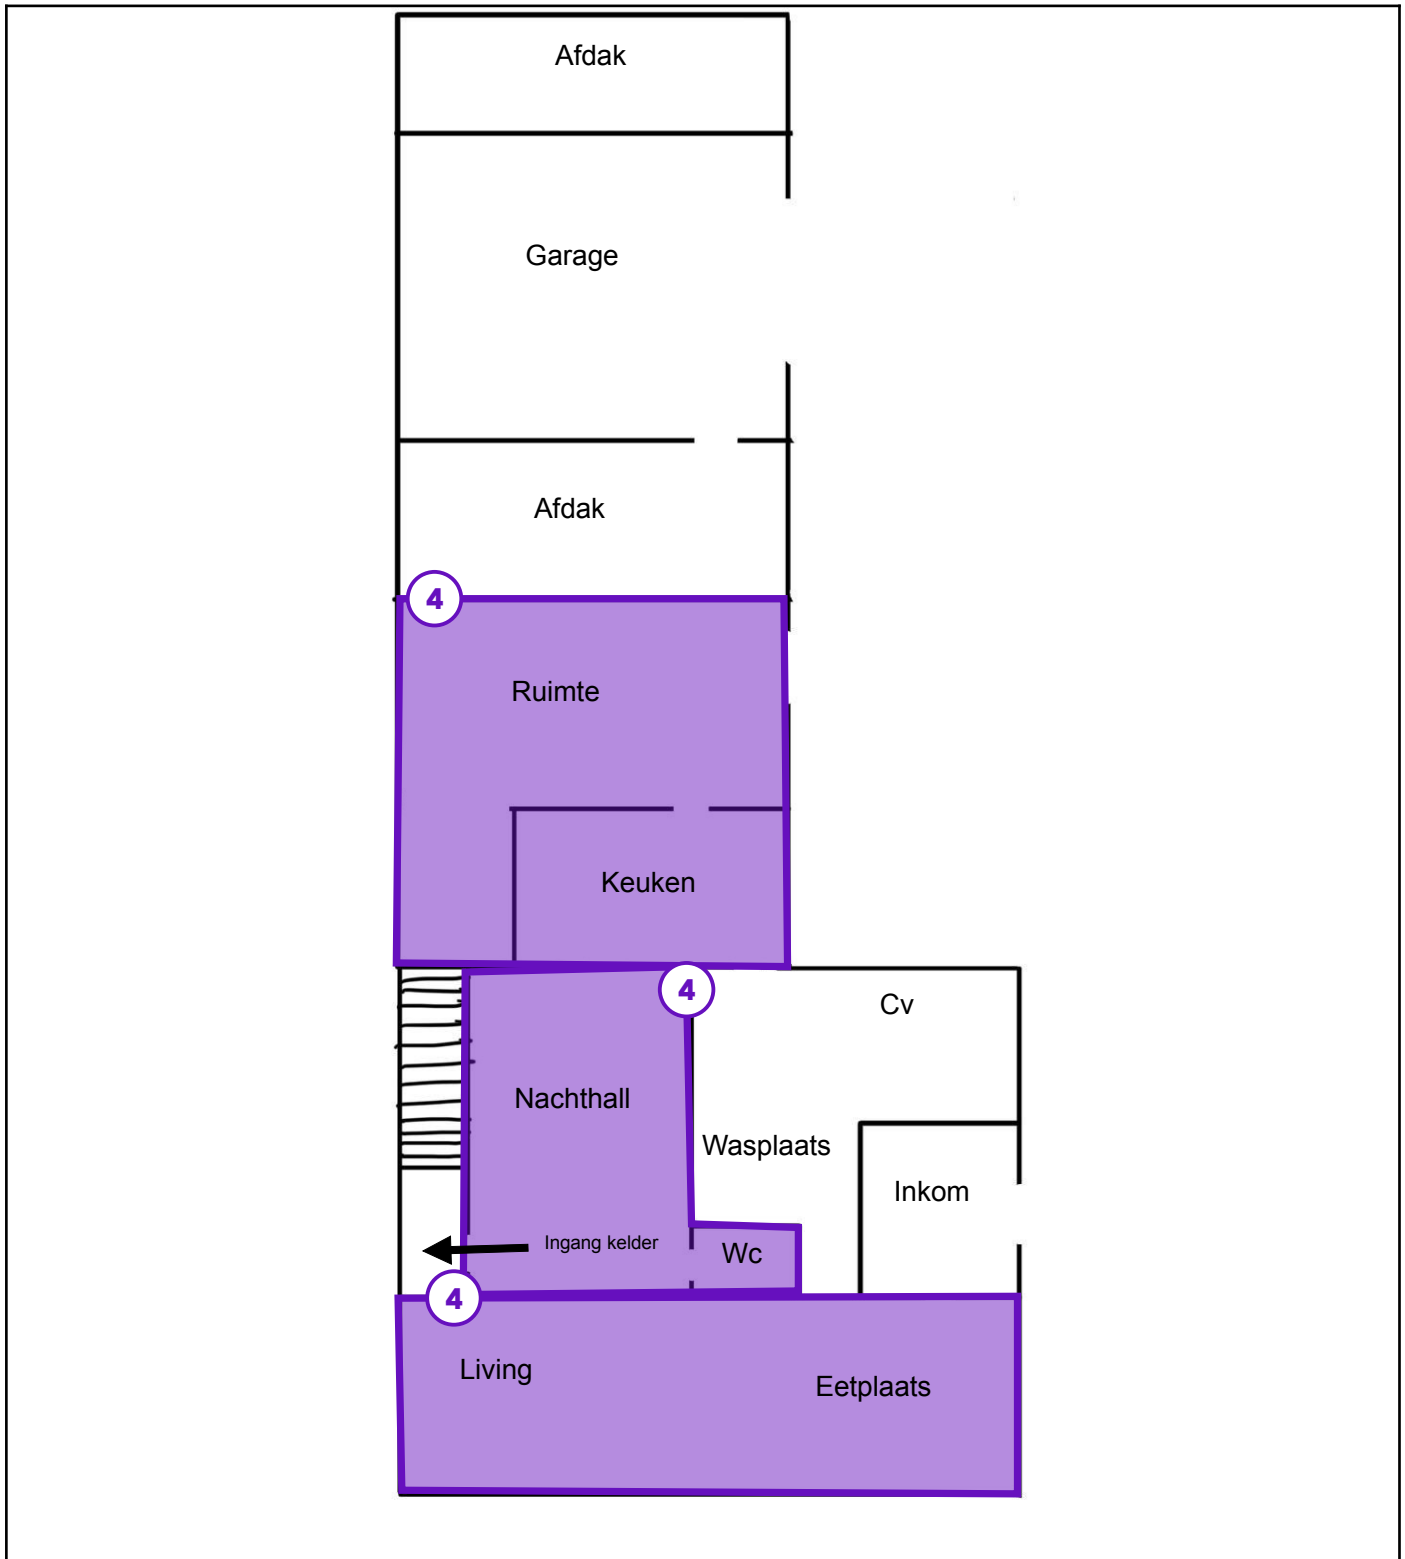 Afdak
Garage
Afdak
4
Ruimte
Keuken
4
Cv
Nachthall
Wasplaats
Inkom
Ingang kelder
Wc
4
Living
Eetplaats